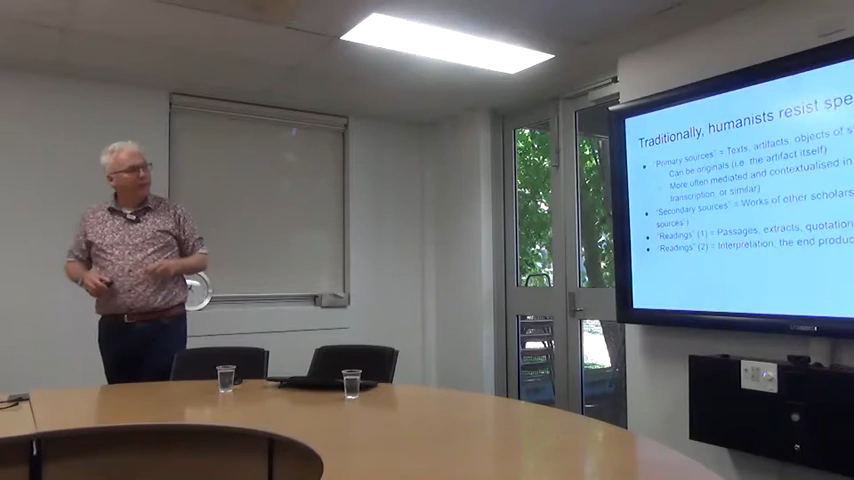 Traditionally, humanists resist spe
• "Primary sources" = Texts, artifacts, objects of s
Can be originals (i.e. the artifact itself)
More often mediated and contextualised in
transcription, or similar)
• "Secondary sources" = Works of other scholars
sources")
• "Readings" (1) = Passages, extracts, quotation
• "Readings" (2) = Interpretation, the end produc